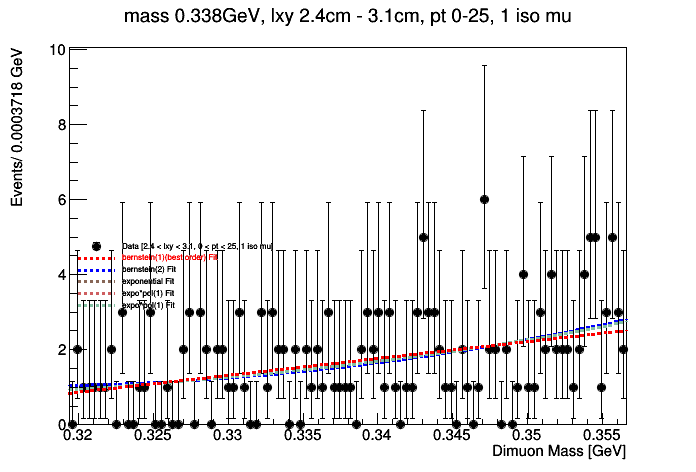 mass 0.338GeV, lxy 2.4cm - 3.1cm, pt 0-25, 1 iso mu
Events/ 0.0003718 GeV
10
8
6
4
2
0
Data [2.4 < lxy < 3.1, 0 < pt < 25, 1 iso mu]
bernstein(1)(best order) Fit
bernstein(2) Fit
exponential Fit
expo*pol(1) Fit
expo*pol(1) Fit
0.32 0.325 0.33 0.335 0.34 0.345 0.35 0.355
Dimuon Mass [GeV]